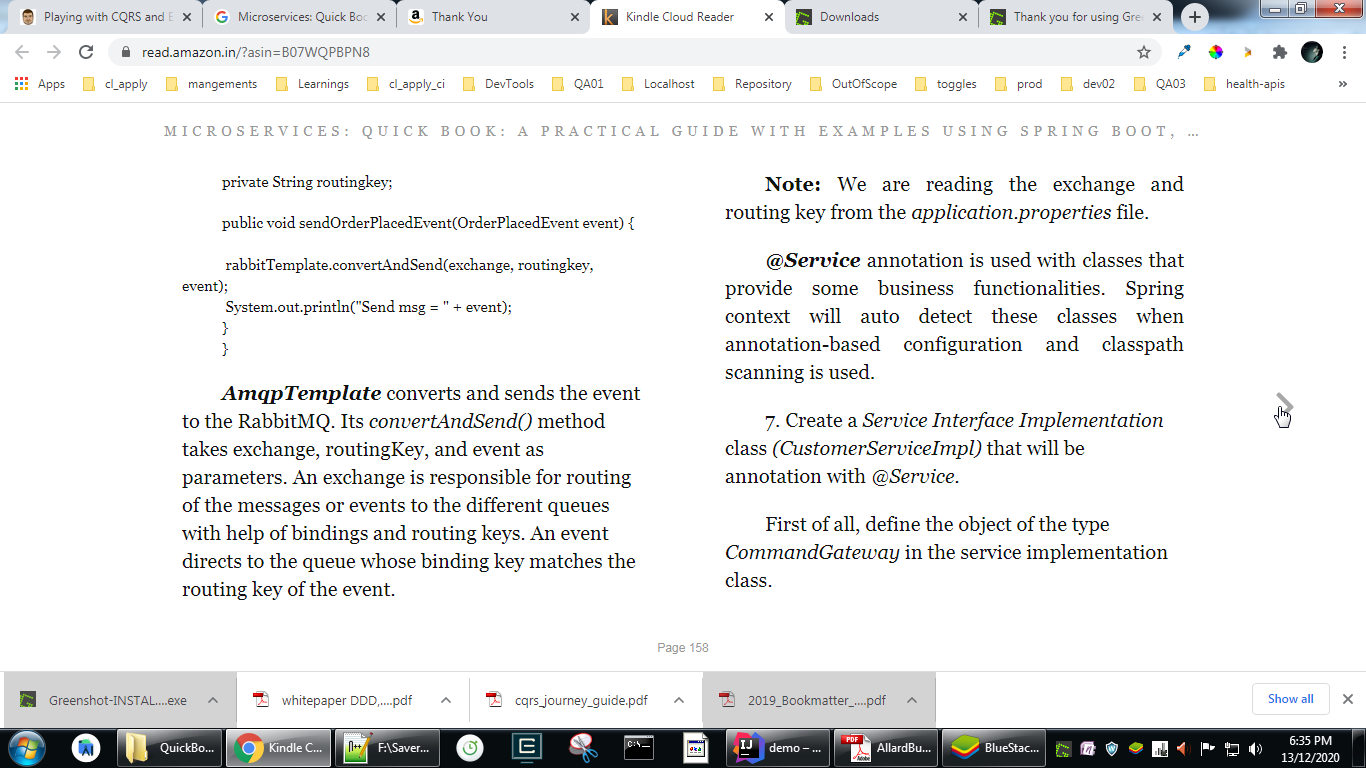 Playing with CQRS and E
Microservices: Quick Boo
Thank You
Kindle Cloud Reader
Downloads
Thank you for using Gre
read.amazon.in/?asin=B07WQPBPN8
Apps
cl_apply
mangements
Learnings
cl_apply_ci
DevTools
QA01
Localhost
Repository
OutOfScope
toggles
prod
dev02
QA03
health-apis
»
MICROSERVICES: QUICK BOOK: A PRACTICAL GUIDE WITH EXAMPLES USING SPRING BOOT, …
private String routingkey;
public void sendOrderPlacedEvent(OrderPlacedEvent event) {
rabbitTemplate.convertAndSend(exchange, routingkey,
event);
System.out.println("Send msg = " + event);
}
}
AmqpTemplate converts and sends the event
to the RabbitMQ. Its convertAndSend() method
takes exchange, routingKey, and event as
parameters. An exchange is responsible for routing
of the messages or events to the different queues
with help of bindings and routing keys. An event
directs to the queue whose binding key matches the
routing key of the event.
Note: We are reading the exchange and
routing key from the application.properties file.
@Service annotation is used with classes that
provide some business functionalities. Spring
context will auto detect these classes when
annotation-based configuration and classpath
scanning is used.
7. Create a Service Interface Implementation
class (CustomerServiceImpl) that will be
annotation with @Service.
First of all, define the object of the type
CommandGateway in the service implementation
class.
Page 158
Greenshot-INSTAL....exe
whitepaper DDD,....pdf
cqrs_journey_guide.pdf
2019_Bookmatter_....pdf
Show all
QuickBo...
Kindle C...
F:\Saver...
demo – ...
AllardBu...
BlueStac...
6:35 PM
13/12/2020